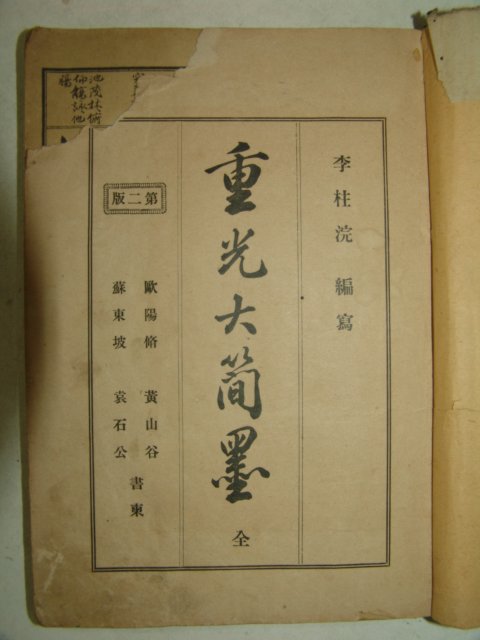 李柱浣 編寫
重光大簡墨 全
第二版
歐陽脩 黃山谷
蘇東坡 袁石公
書柬